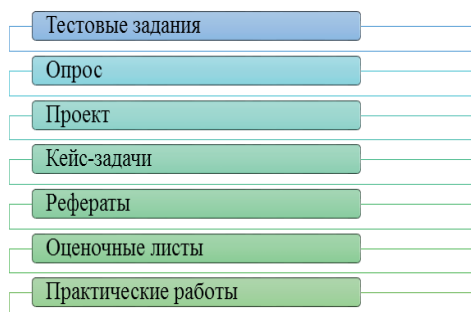 Тестовые задания
Опрос
Проект
Кейс-задачи
Рефераты
Оценочные листы
Практические работы